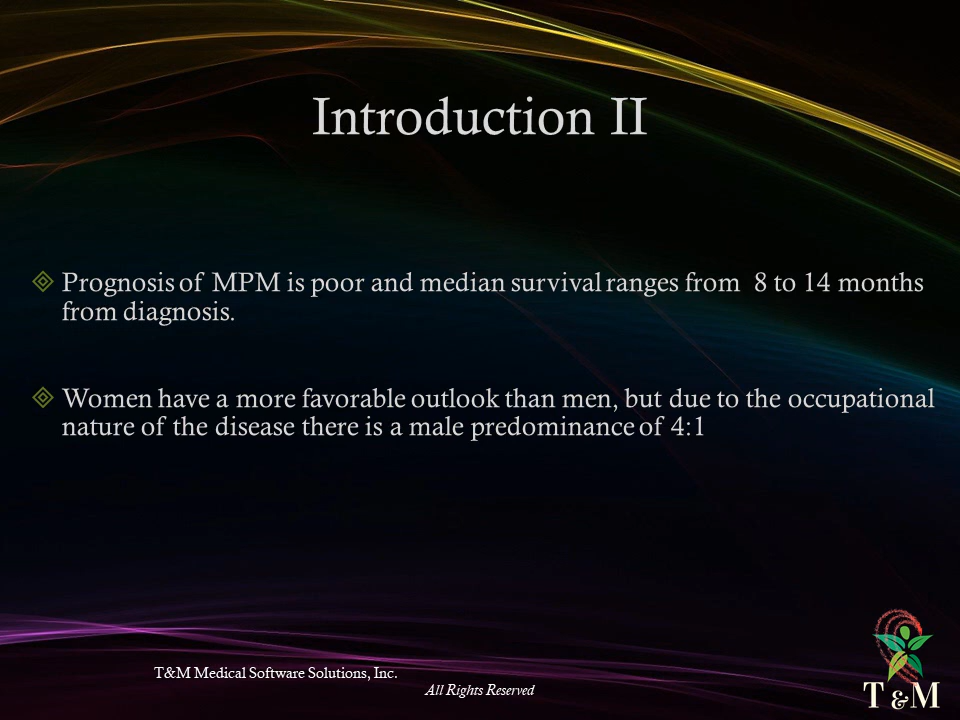 Introduction II
Prognosis of MPM is poor and median survival ranges from 8 to 14 months
from diagnosis.
Women have a more favorable outlook than men, but due to the occupational
nature of the disease there is a male predominance of 4:1
T&M Medical Software Solutions, Inc.
All Rights Reserved
T & M